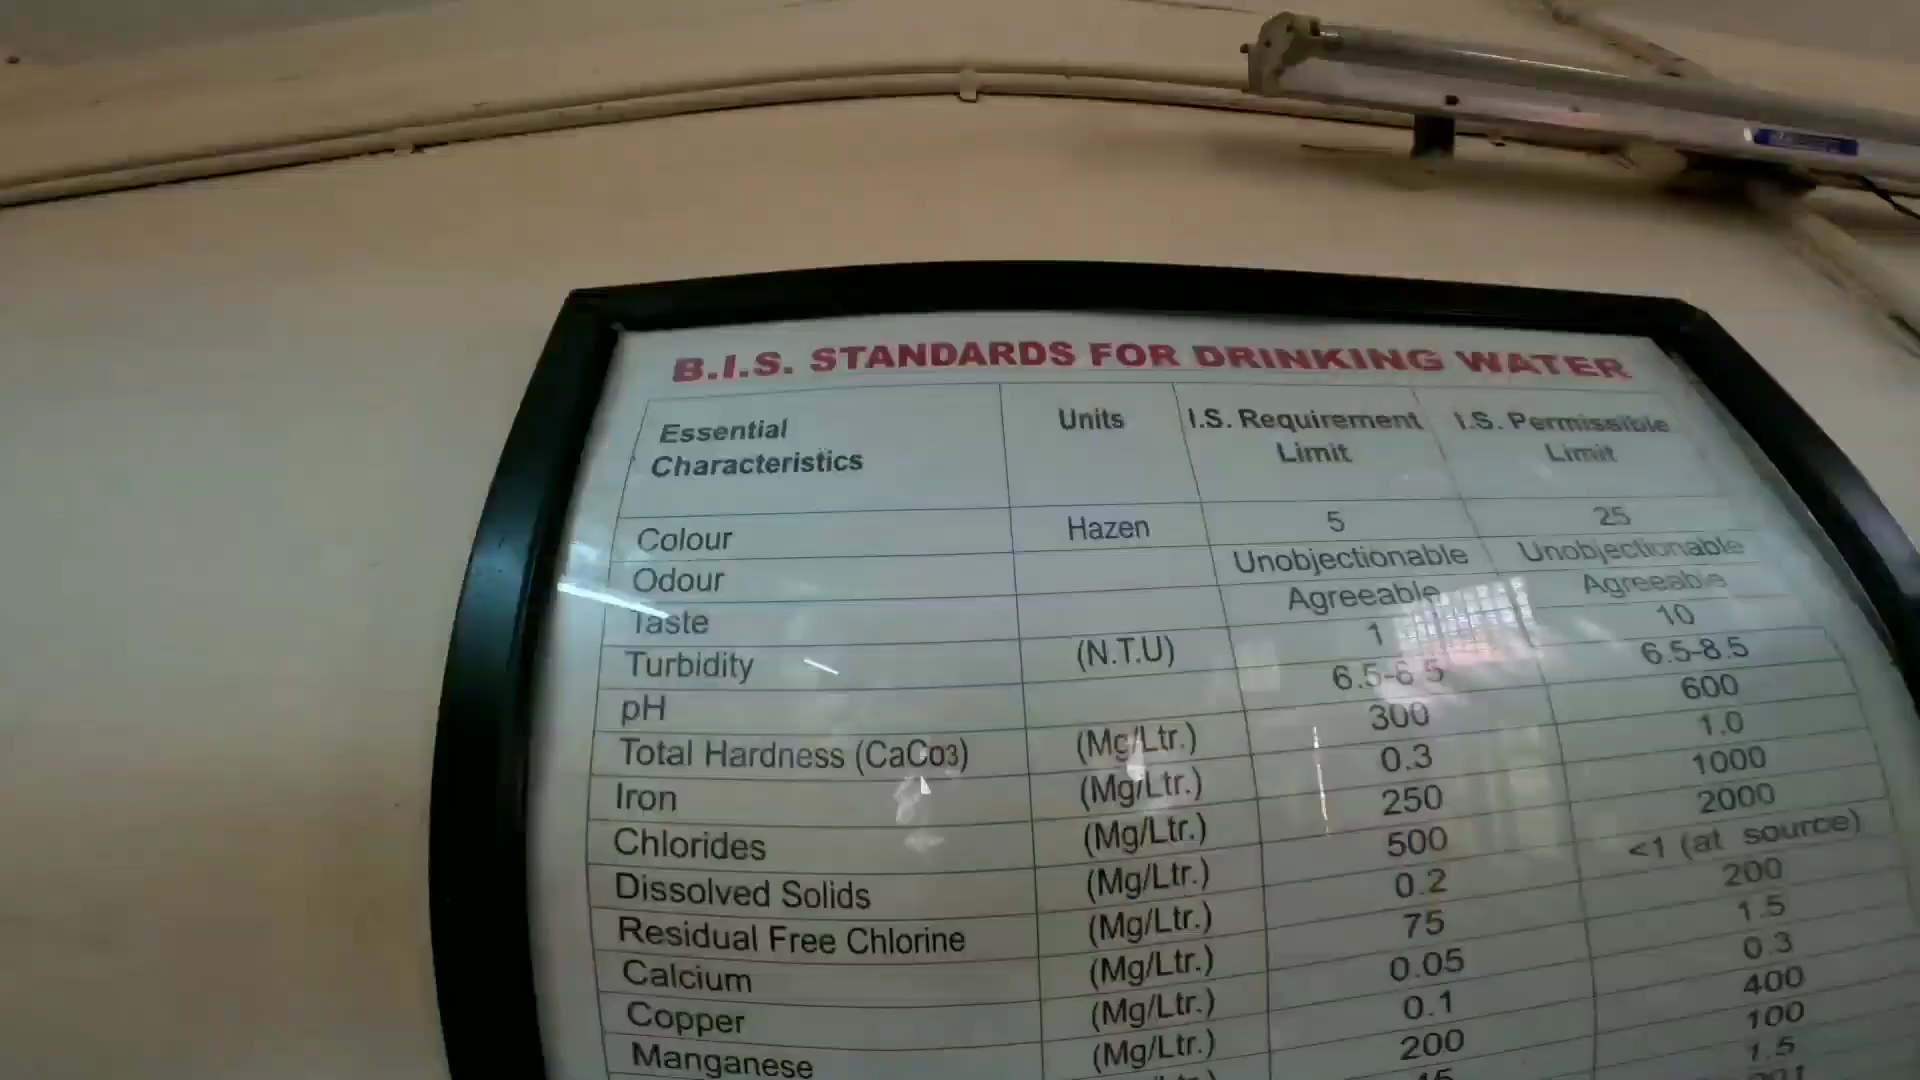 B.I.S. STANDARDS FOR DRINKING WATER
Essential Characteristics Units I.S. Requirement Limit I.S. Permissible Limit
Colour Hazen 5 25
Odour Unobjectionable Unobjectionable
Taste Agreeable Agreeable
Turbidity (N.T.U) 1 10
pH 6.5-8.5
Total Hardness (CaCo3) (Mg/Ltr.) 300 600
Iron (Mg/Ltr.) 0.3 1.0
Chlorides (Mg/Ltr.) 250 1000
Dissolved Solids (Mg/Ltr.) 500 2000
Residual Free Chlorine (Mg/Ltr.) 0.2 <1 (at source)
Calcium (Mg/Ltr.) 75 200
Copper (Mg/Ltr.) 0.05 1.5
Manganese (Mg/Ltr.) 0.1 0.3
200 400
100
1.5